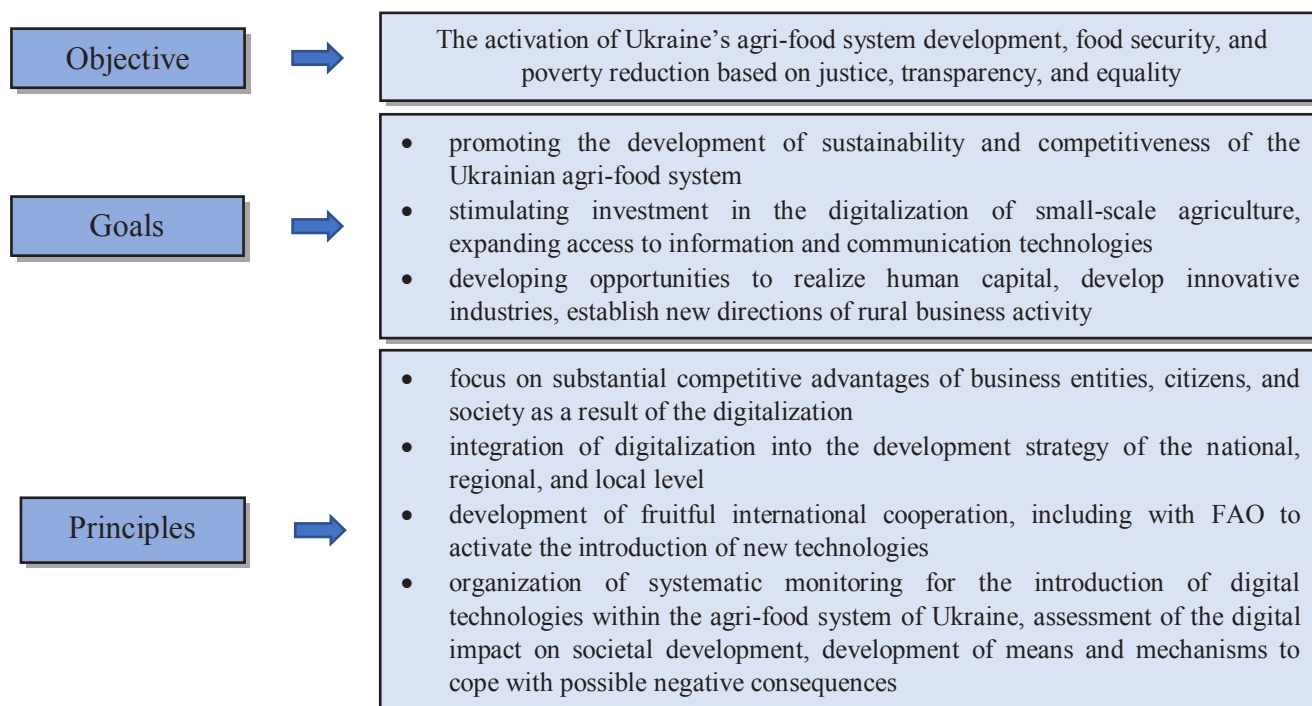 Objective
The activation of Ukraine’s agri-food system development, food security, and
poverty reduction based on justice, transparency, and equality
Goals
• promoting the development of sustainability and competitiveness of the
Ukrainian agri-food system
• stimulating investment in the digitalization of small-scale agriculture,
expanding access to information and communication technologies
• developing opportunities to realize human capital, develop innovative
industries, establish new directions of rural business activity
Principles
• focus on substantial competitive advantages of business entities, citizens, and
society as a result of the digitalization
• integration of digitalization into the development strategy of the national,
regional, and local level
• development of fruitful international cooperation, including with FAO to
activate the introduction of new technologies
• organization of systematic monitoring for the introduction of digital
technologies within the agri-food system of Ukraine, assessment of the digital
impact on societal development, development of means and mechanisms to
cope with possible negative consequences